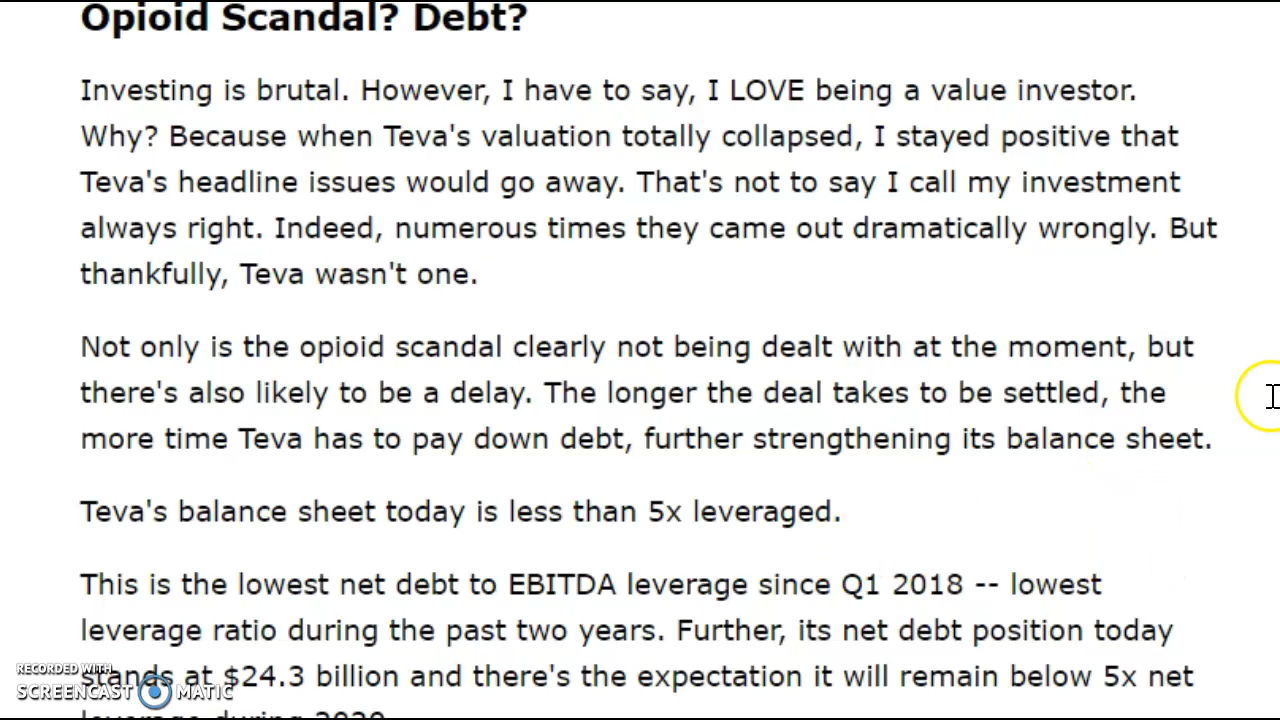 Opioid Scandal? Debt?
Investing is brutal. However, I have to say, I LOVE being a value investor.
Why? Because when Teva's valuation totally collapsed, I stayed positive that
Teva's headline issues would go away. That's not to say I call my investment
always right. Indeed, numerous times they came out dramatically wrongly. But
thankfully, Teva wasn't one.
Not only is the opioid scandal clearly not being dealt with at the moment, but
there's also likely to be a delay. The longer the deal takes to be settled, the
more time Teva has to pay down debt, further strengthening its balance sheet.
Teva's balance sheet today is less than 5x leveraged.
This is the lowest net debt to EBITDA leverage since Q1 2018 -- lowest
leverage ratio during the past two years. Further, its net debt position today
stands at $24.3 billion and there's the expectation it will remain below 5x net
leverage during 2020
RECORDED WITH
SCREENCAST MATIC